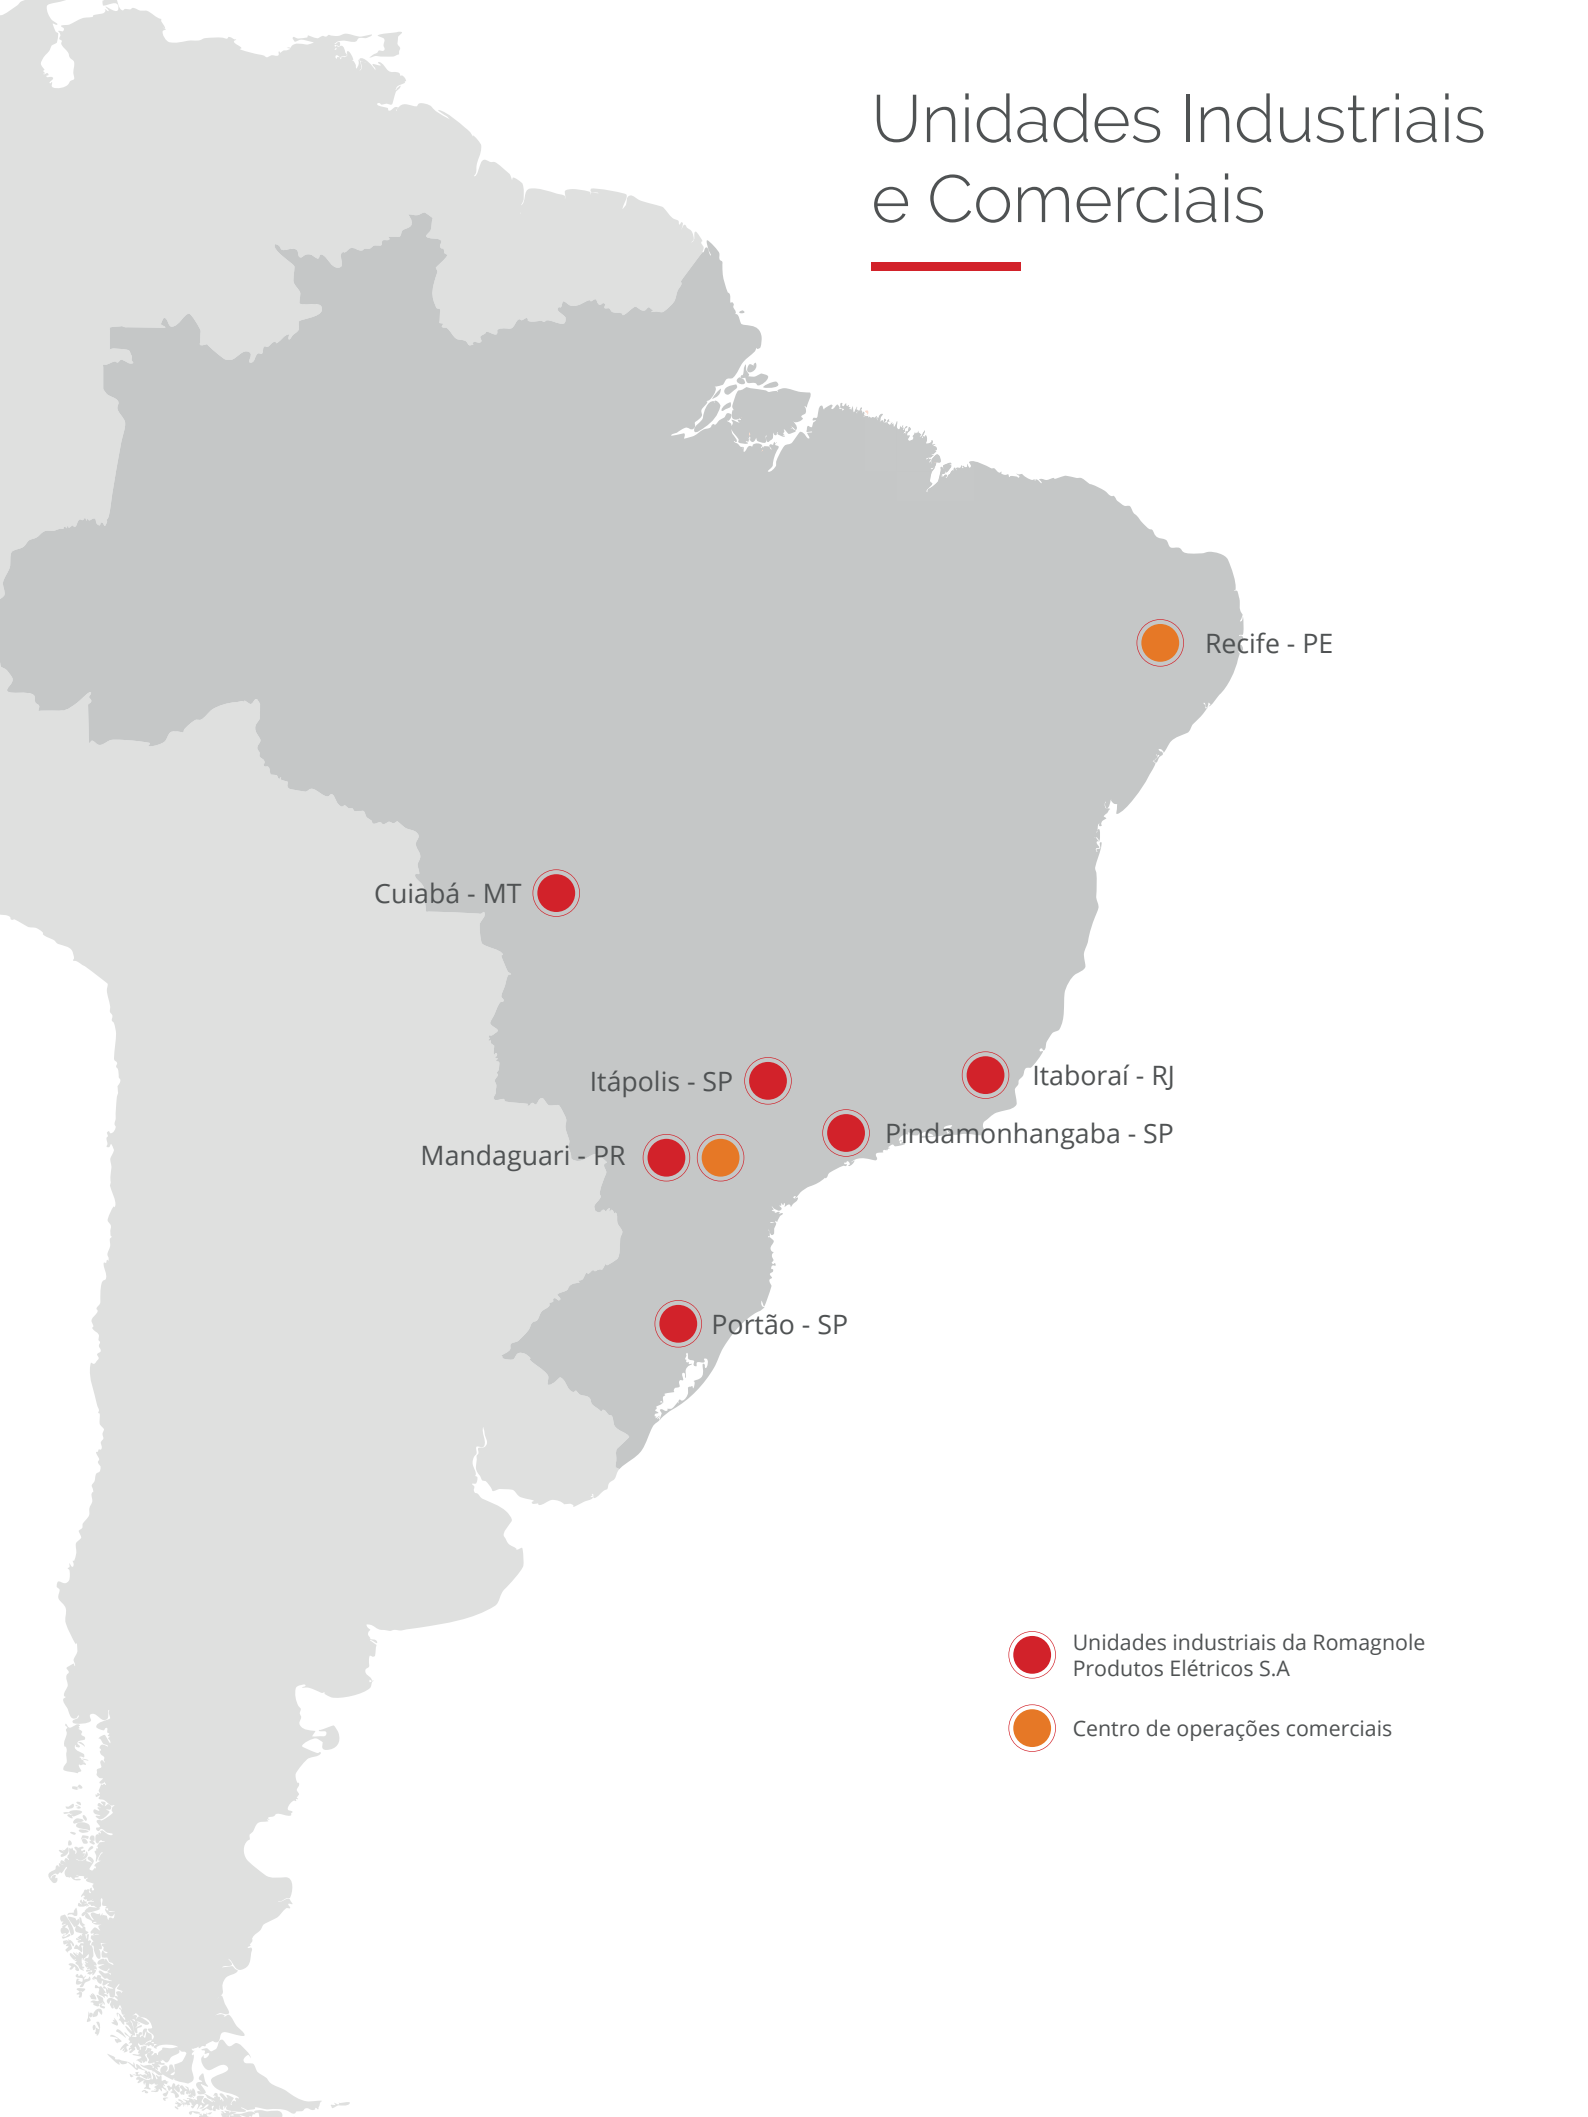 Unidades Industriais
e Comerciais
Recife - PE
Cuiabá - MT
Itápolis - SP
Itaboraí - RJ
Pindamonhangaba - SP
Mandaguari - PR
Portão - SP
Unidades industriais da Romagnole
Produtos Elétricos S.A
Centro de operações comerciais